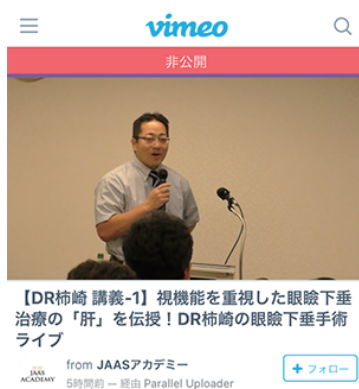 vimeo
非公開
【DR柿崎 講義-1】視機能を重視した眼瞼下垂
治療の「肝」を伝授！DR柿崎の眼瞼下垂手術
ライブ
JAAS
ACADEMY
from JAASアカデミー
5時間前 — 経由 Parallel Uploader
+ フォロー